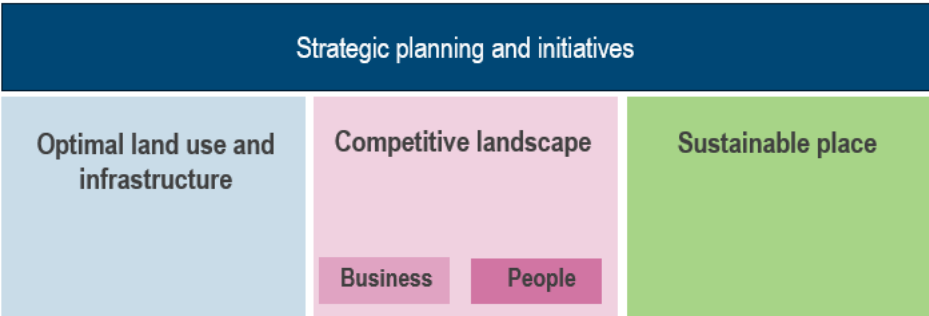 Strategic planning and initiatives
Optimal land use and
infrastructure
Competitive landscape
Sustainable place
Business
People